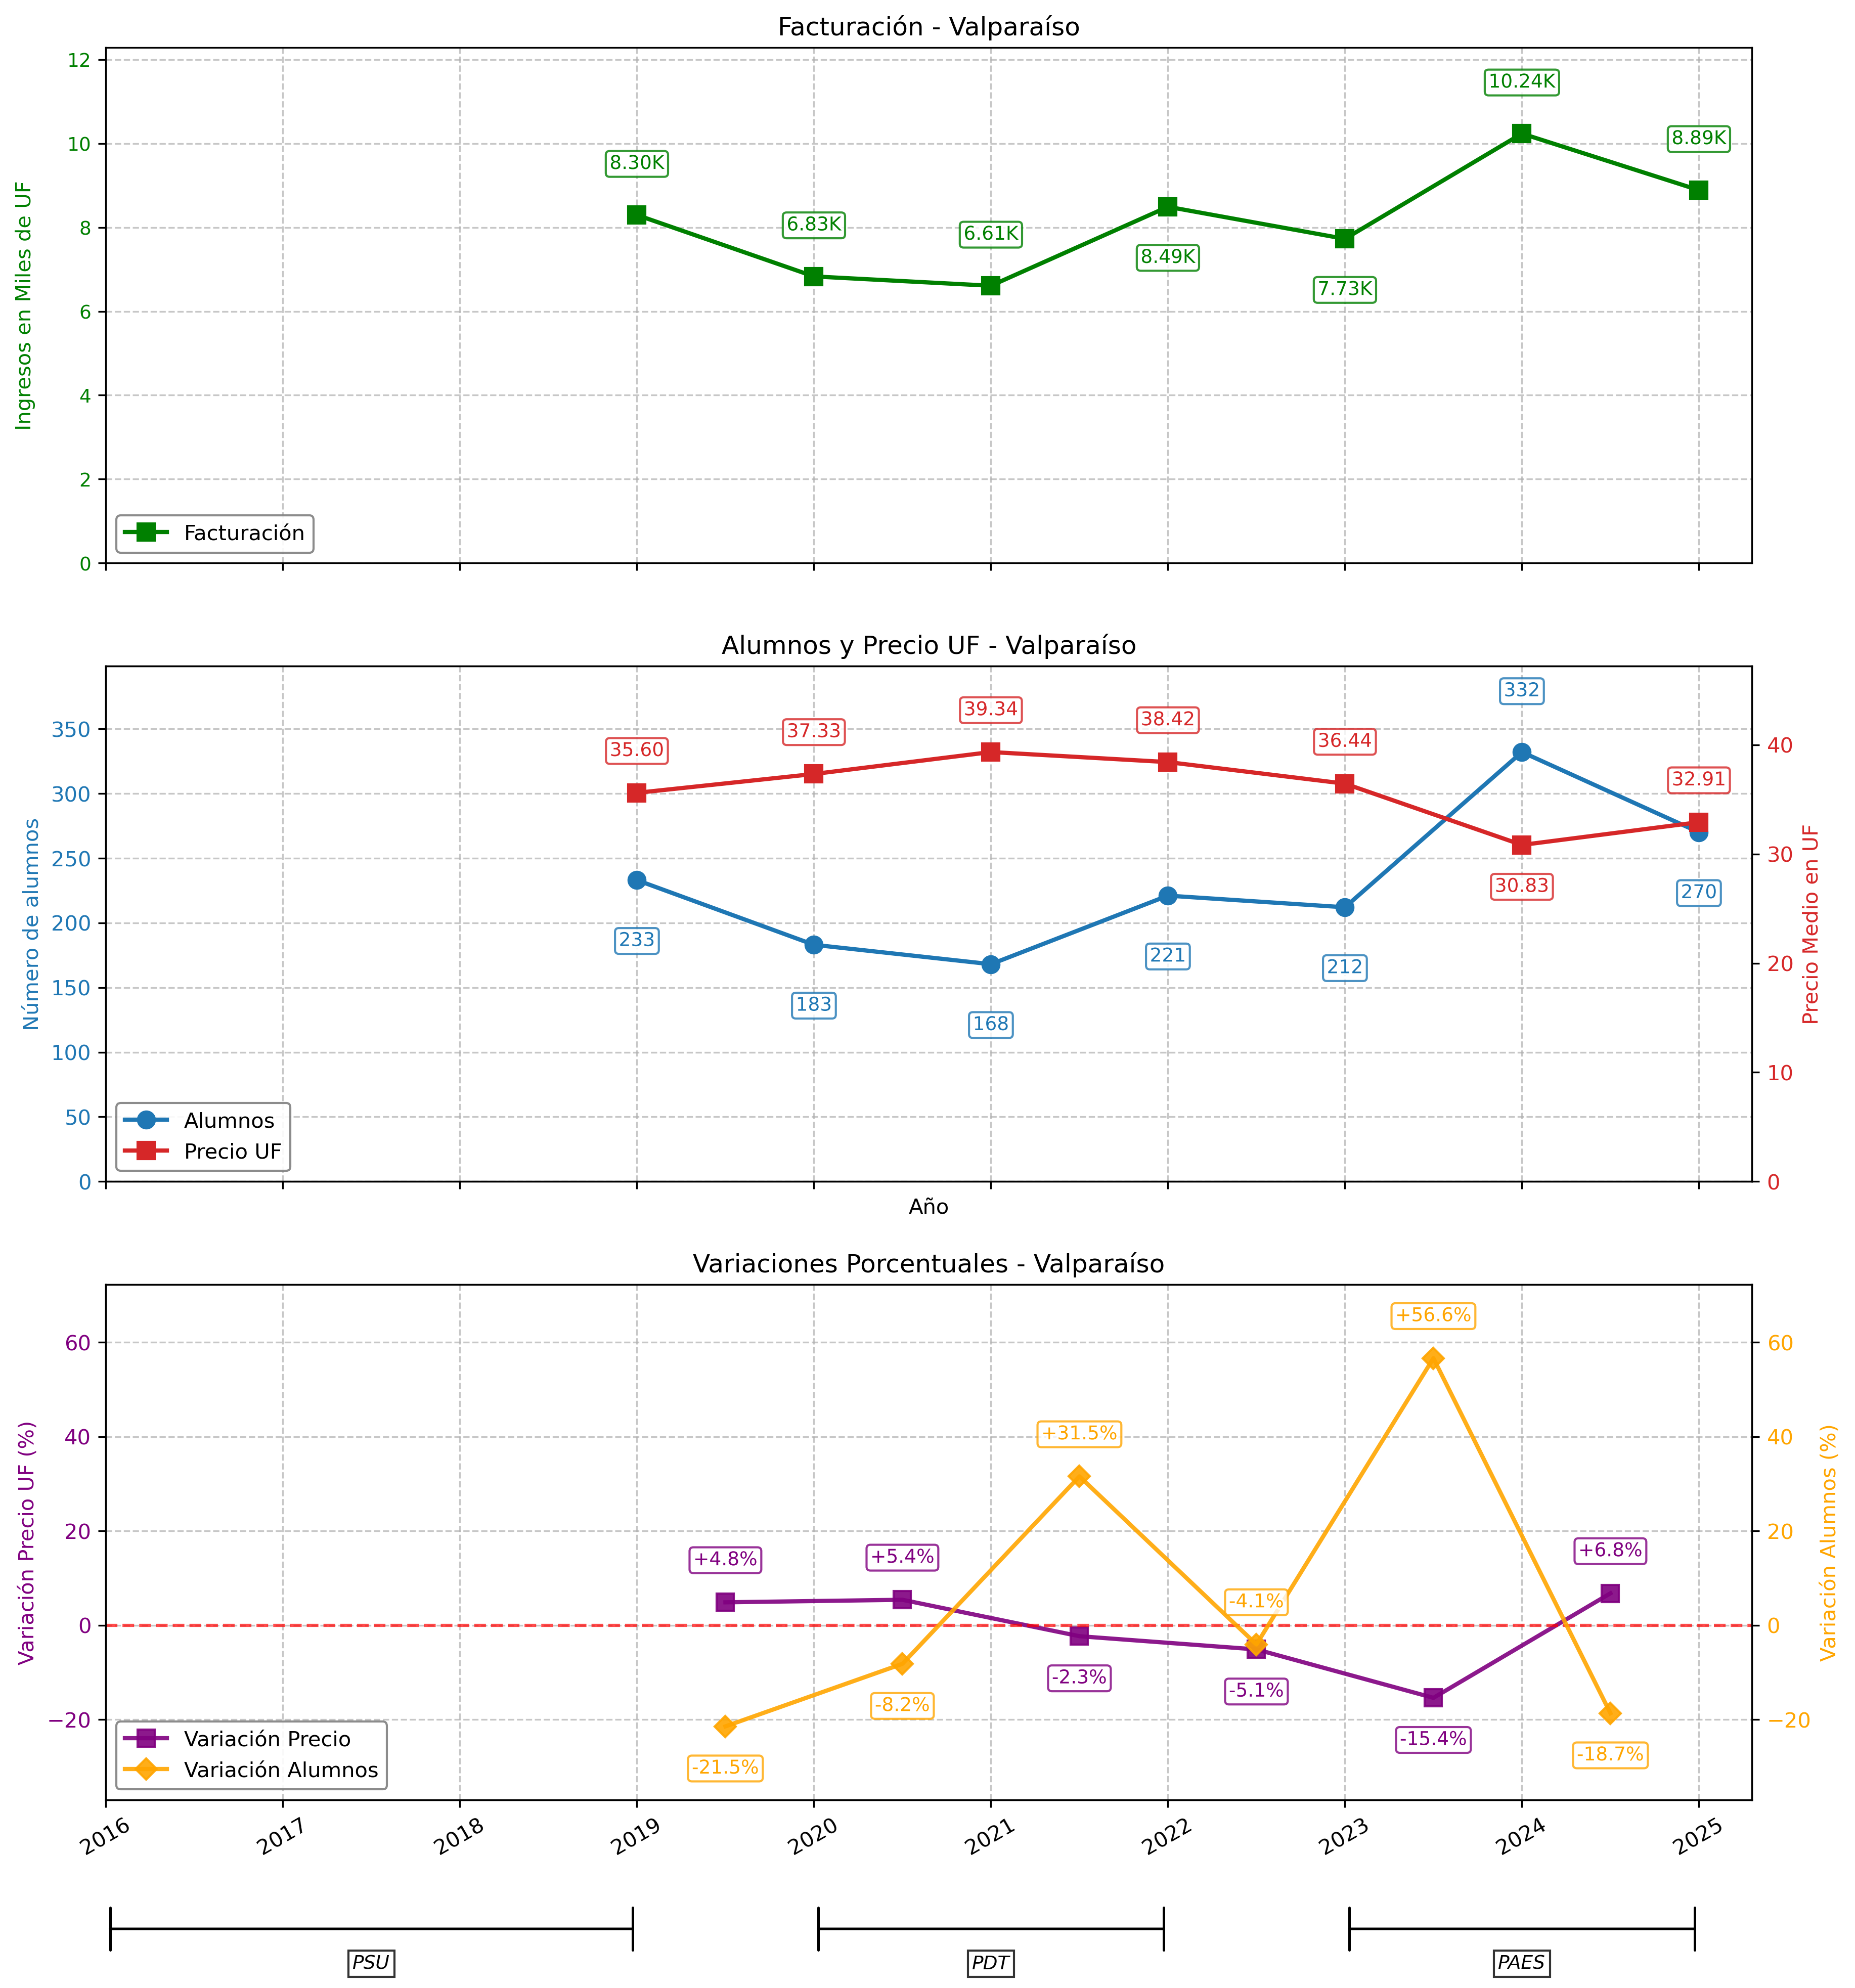 Facturación - Valparaíso
Ingresos en Miles de UF
12
10
8
6
4
2
0
8.30K
6.83K
6.61K
8.49K
7.73K
10.24K
8.89K
Facturación
Alumnos y Precio UF - Valparaíso
Número de alumnos
350
300
250
200
150
100
50
0
35.60
37.33
39.34
38.42
36.44
30.83
32.91
233
183
168
221
212
332
270
40
30
20
10
0
Precio Medio en UF
Alumnos
Precio UF
Año
Variaciones Porcentuales - Valparaíso
Variación Precio UF (%)
60
40
20
0
−20
+4.8%
+5.4%
-2.3%
-5.1%
-15.4%
+6.8%
-21.5%
-8.2%
+31.5%
-4.1%
+56.6%
-18.7%
60
40
20
0
−20
Variación Alumnos (%)
Variación Precio
Variación Alumnos
2016
2017
2018
2019
2020
2021
2022
2023
2024
2025
PSU
PDT
PAES